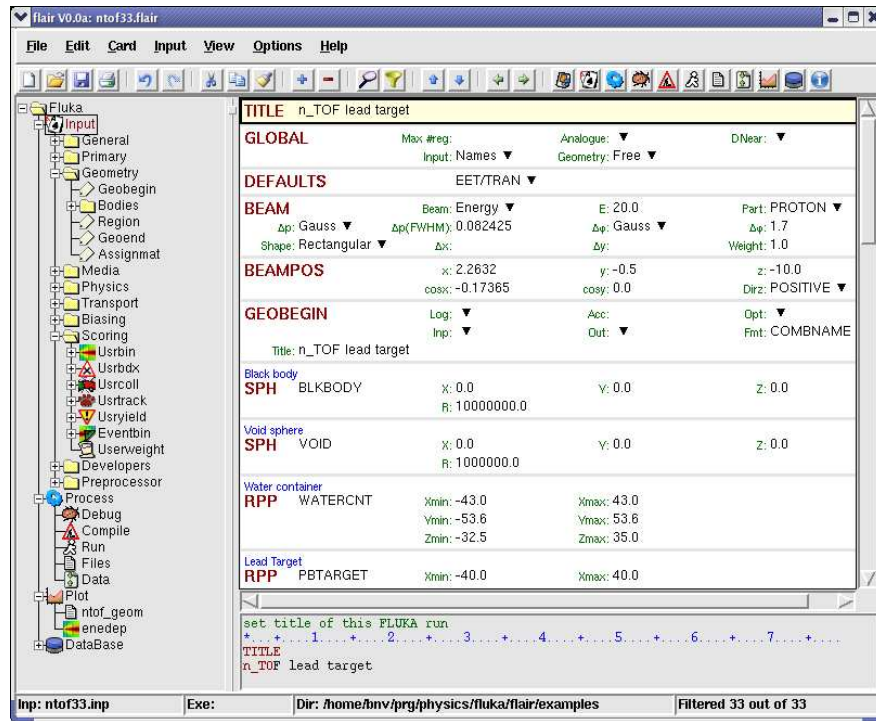 flair V0.0a: ntof33.flair
File Edit Card Input View Options Help
Fluka
Input
General
Primary
Geometry
Geobegin
Bodies
Region
Geoend
Assignmat
Media
Physics
Transport
Biasing
Scoring
Usrbin
Usrbdx
Usrcoll
Usrtrack
Usryield
Eventbin
Userweight
Developers
Preprocessor
Process
Debug
Compile
Run
Files
Data
Plot
ntof_geom
enedep
DataBase
TITLE n_TOF lead target
GLOBAL Max #reg: Analogue: ▼ DNear: ▼
Input: Names ▼ Geometry: Free ▼
DEFAULTS EET/TRAN ▼
BEAM Beam: Energy ▼ E: 20.0 Part: PROTON ▼
Δp: Gauss ▼ Δp(FWHM): 0.082425 Δφ: Gauss ▼ Δφ: 1.7
Shape: Rectangular ▼ Δx: Δy: Weight: 1.0
BEAMPOS x: 2.2632 y: -0.5 z: -10.0
cosx: -0.17365 cosy: 0.0 Dirz: POSITIVE ▼
GEOBEGIN Log: ▼ Acc: Opt: ▼
Inp: ▼ Out: ▼ Fmt: COMBNAME
Title: n_TOF lead target
Black body
SPH BLKBODY X: 0.0 Y: 0.0 Z: 0.0
R: 10000000.0
Void sphere
SPH VOID X: 0.0 Y: 0.0 Z: 0.0
R: 1000000.0
Water container
RPP WATERCNT Xmin: -43.0 Xmax: 43.0
Ymin: -53.6 Ymax: 53.6
Zmin: -32.5 Zmax: 35.0
Lead Target
RPP PBTARGET Xmin: -40.0 Xmax: 40.0
set title of this FLUKA run
*...+....1....+....2....+....3....+....4....+....5....+....6....+....7....+....
TITLE
n_TOF lead target
Inp: ntof33.inp Exe: Dir: /home/bnv/prg/physics/fluka/flair/examples Filtered 33 out of 33